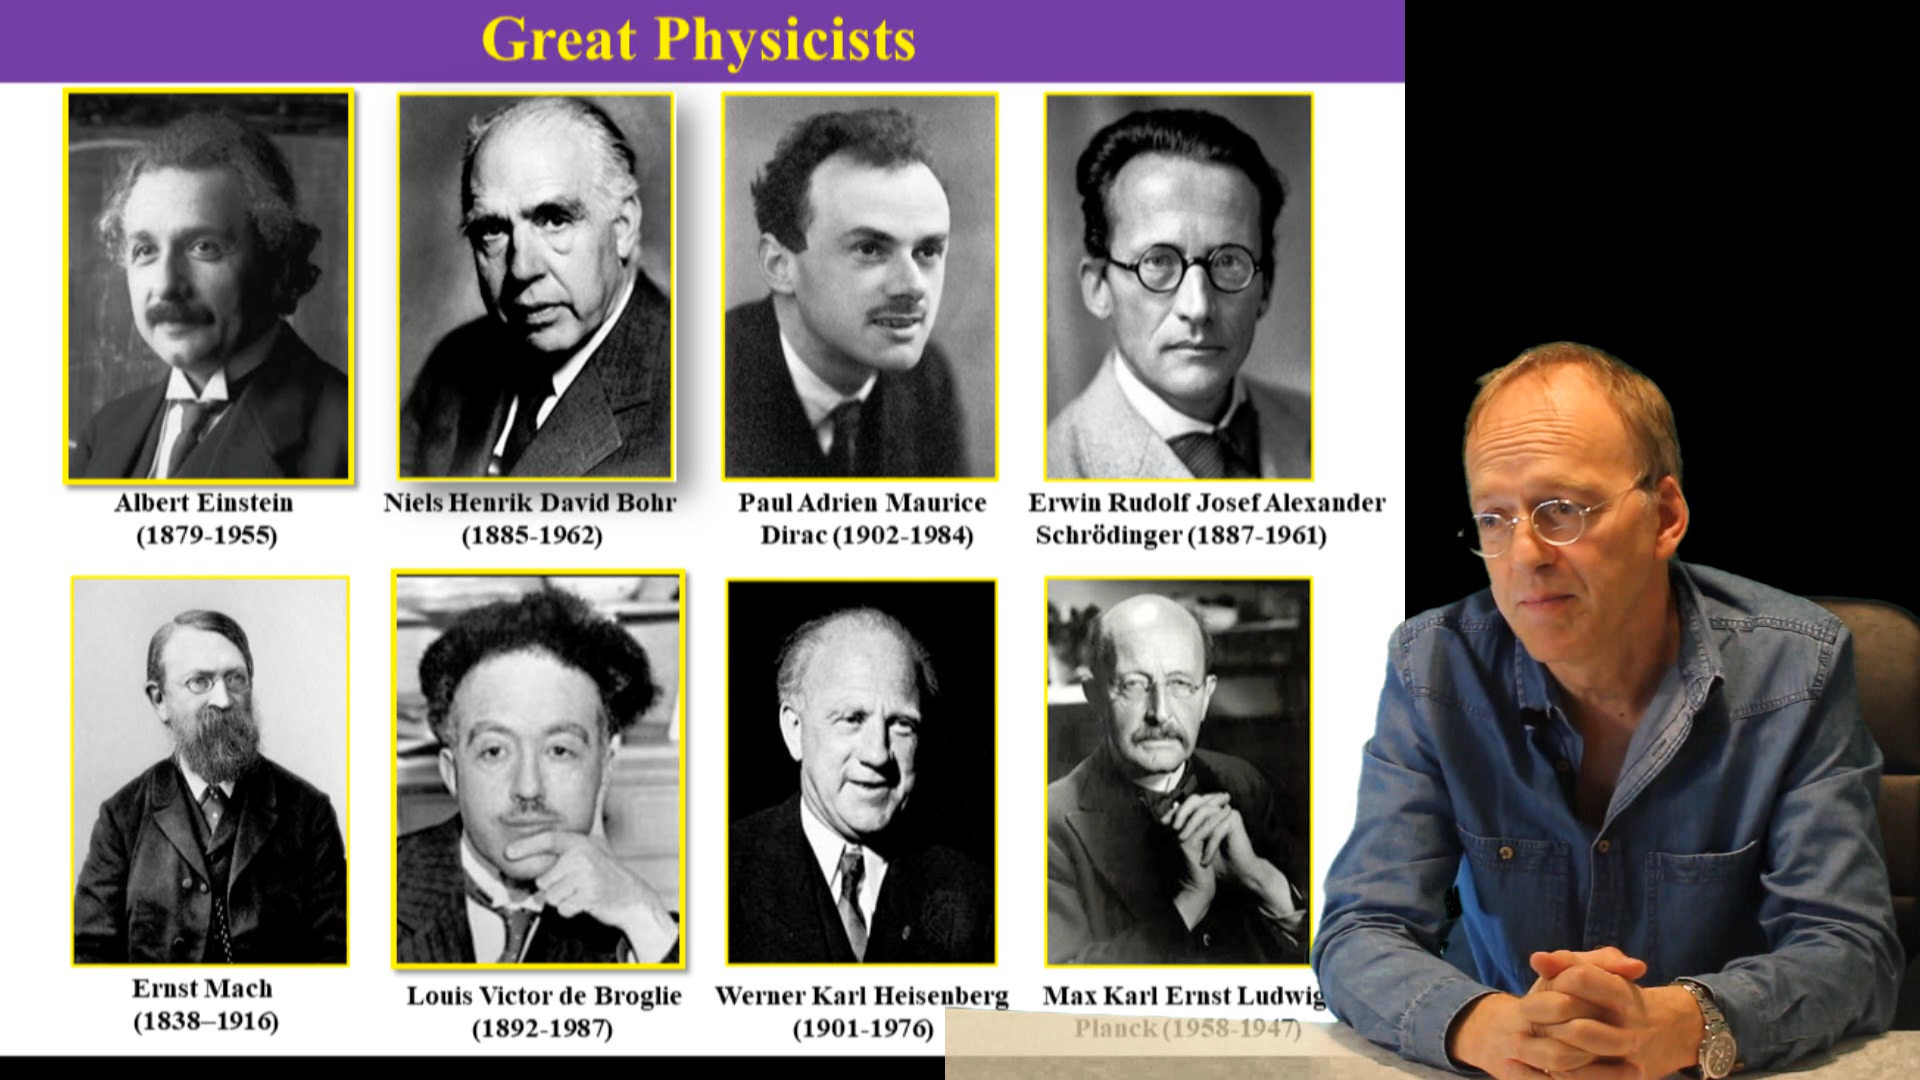 Great Physicists
Albert Einstein
(1879-1955)
Niels Henrik David Bohr
(1885-1962)
Paul Adrien Maurice
Dirac (1902-1984)
Erwin Rudolf Josef Alexander
Schrödinger (1887-1961)
Ernst Mach
(1838–1916)
Louis Victor de Broglie
(1892-1987)
Werner Karl Heisenberg
(1901-1976)
Max Karl Ernst Ludwig
Planck (1958-1947)